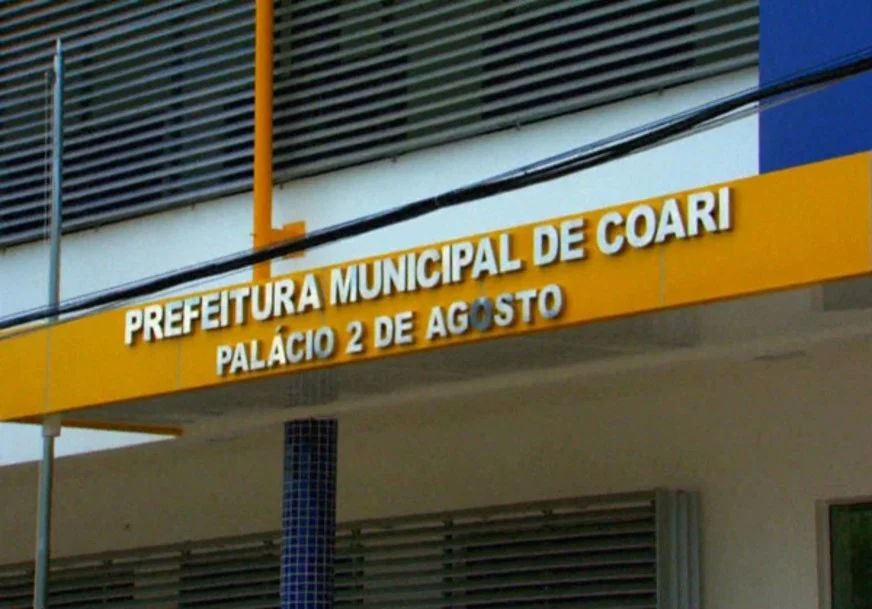 PREFEITURA MUNICIPAL DE COARI
PALÁCIO 2 DE AGOSTO